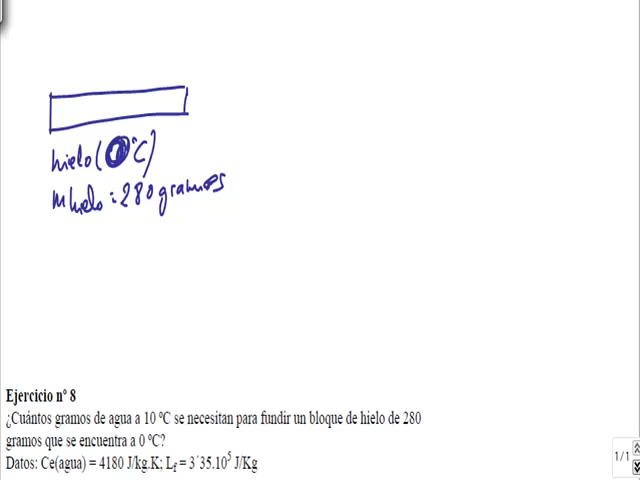 hielo (0°C)
m hielo = 280 gramos
Ejercicio nº 8
¿Cuántos gramos de agua a 10 ºC se necesitan para fundir un bloque de hielo de 280
gramos que se encuentra a 0 ºC?
Datos: Ce(agua) = 4180 J/kg.K; Lf = 3´35.10⁵ J/Kg
1/1